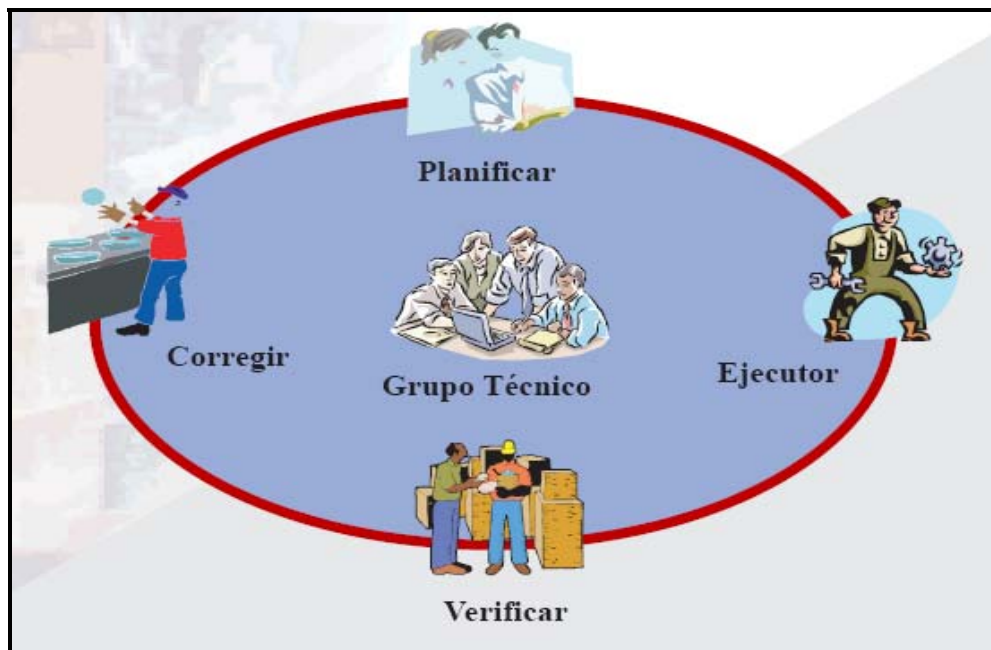 Planificar
Corregir
Grupo Técnico
Ejecutor
Verificar